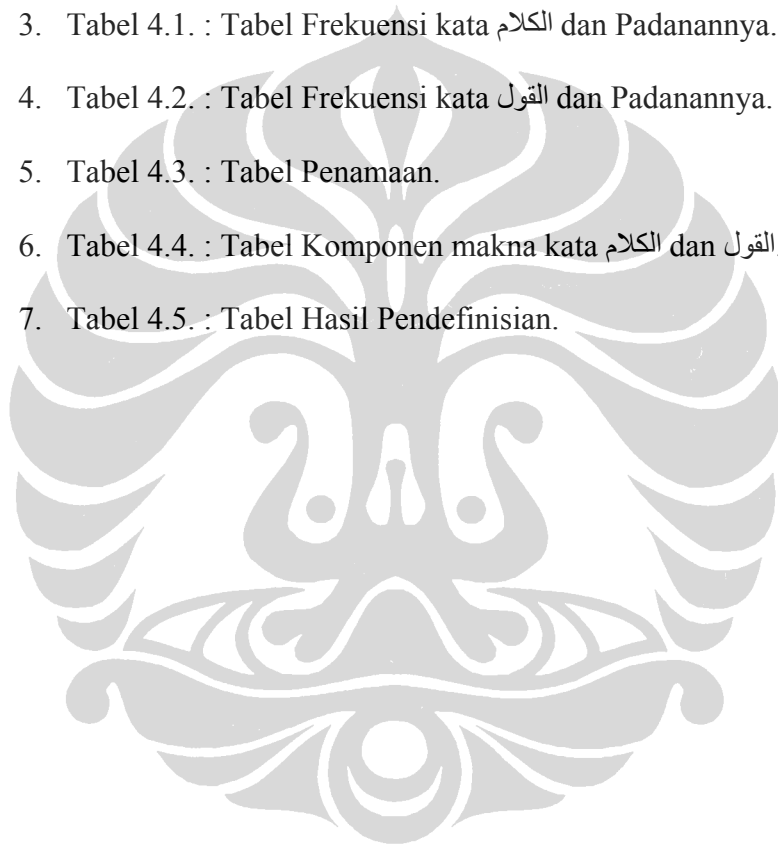 3. Tabel 4.1. : Tabel Frekuensi kata الكلام dan Padanannya.
4. Tabel 4.2. : Tabel Frekuensi kata القول dan Padanannya.
5. Tabel 4.3. : Tabel Penamaan.
6. Tabel 4.4. : Tabel Komponen makna kata الكلام dan القول.
7. Tabel 4.5. : Tabel Hasil Pendefinisian.